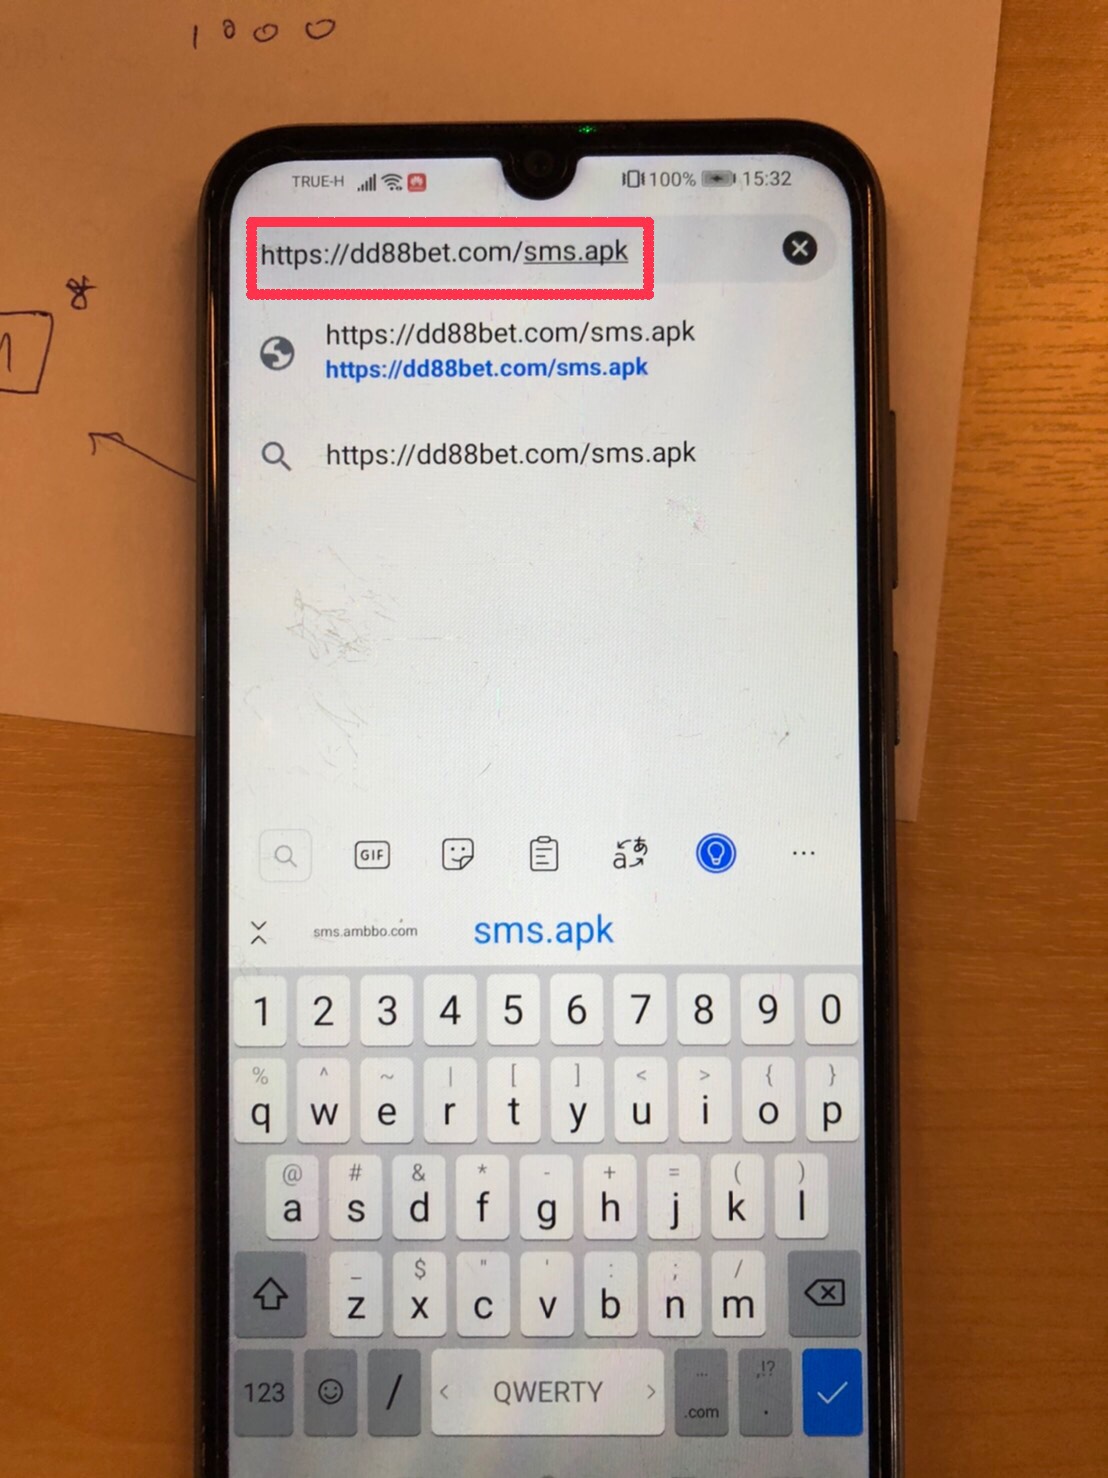 1000
TRUE-H 100% 15:32
https://dd88bet.com/sms.apk
https://dd88bet.com/sms.apk
https://dd88bet.com/sms.apk
https://dd88bet.com/sms.apk
GIF
a あ
sms.ambbo.com sms.apk
1 2 3 4 5 6 7 8 9 0
% ^ ~ | [ ] < > { }
q w e r t y u i o p
@ # & * - + = ( )
a s d f g h j k l
_ $ " ' : ; /
z x c v b n m
123 / < QWERTY > ... .com ,!? .